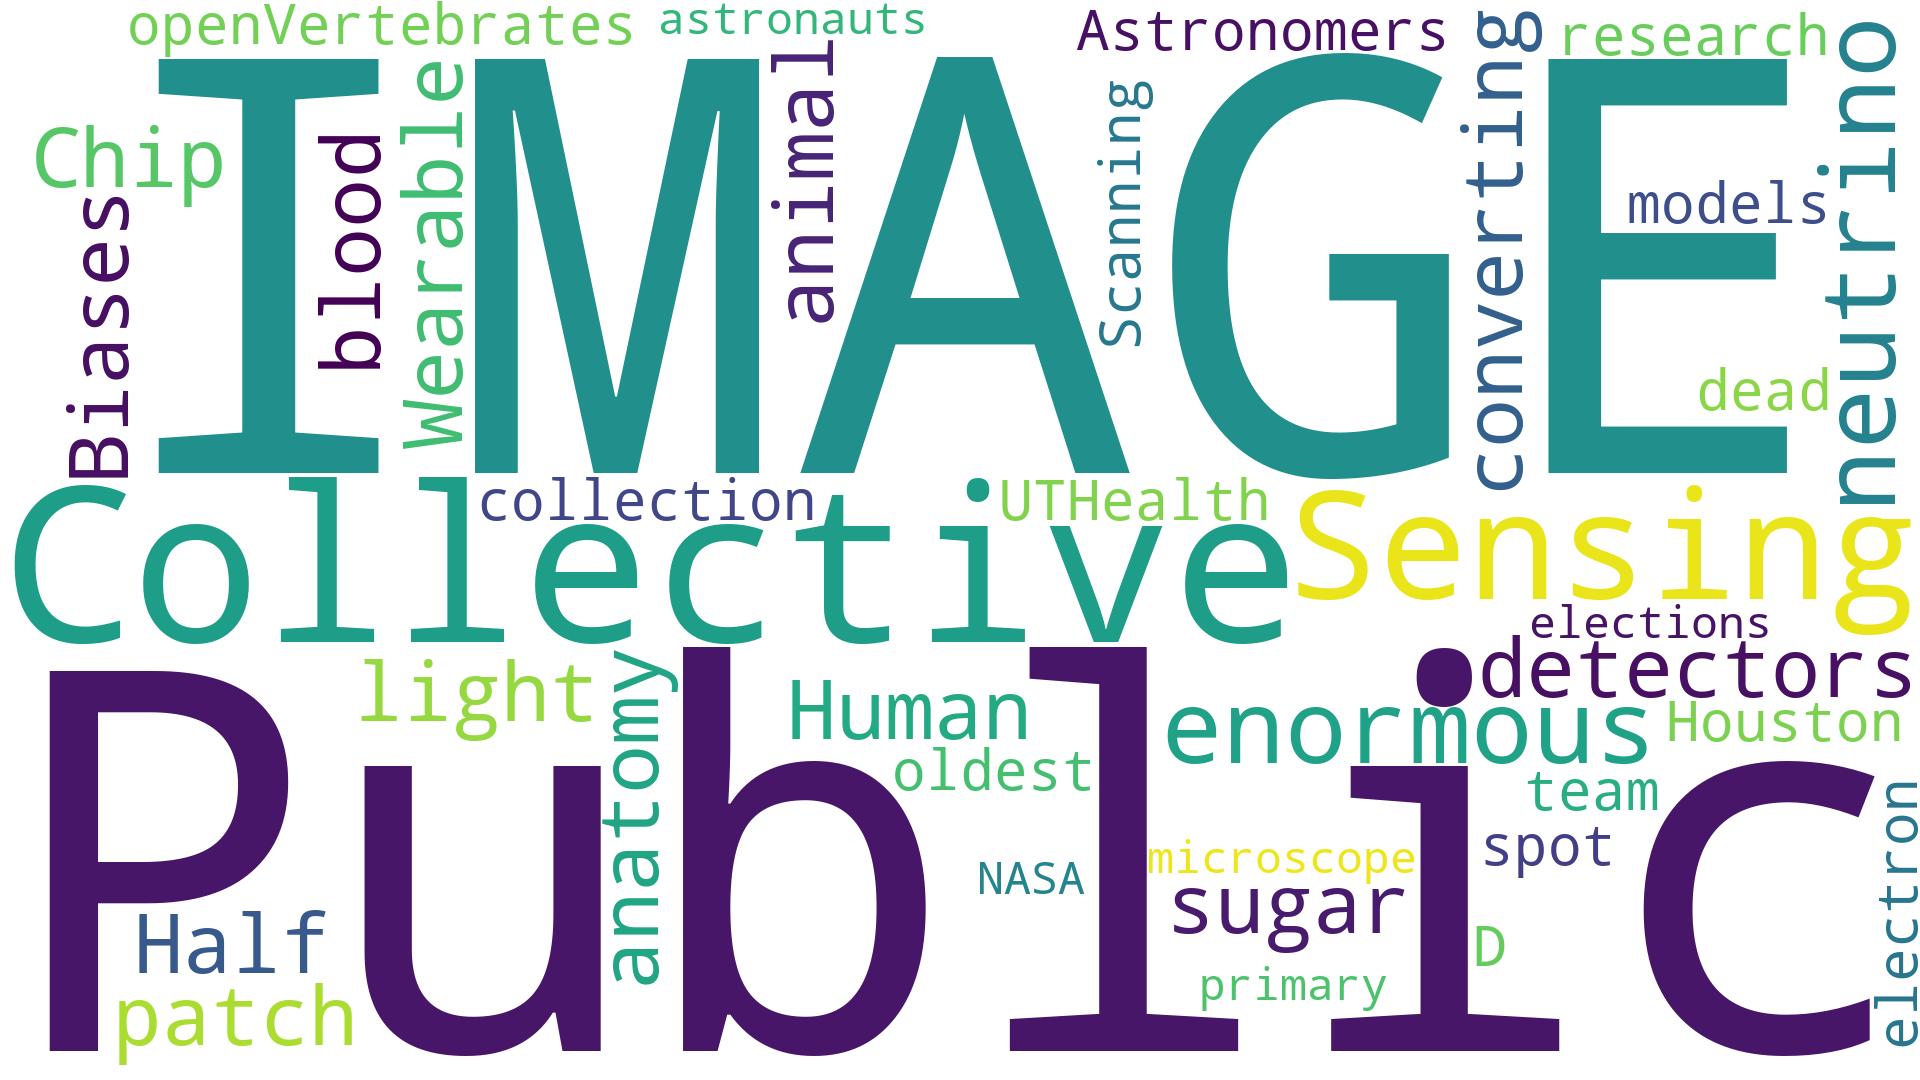 openVertebrates
astronauts
Astronomers
research
IMAGE
Chip
Biases
blood
Wearable
animal
Scanning
converting
models
dead
neutrino
Collective
collection
UTHealth
Sensing
elections
detectors
Public
light
anatomy
Human
oldest
enormous
Houston
team
spot
NASA
microscope
sugar
primary
D
electron
Half
patch